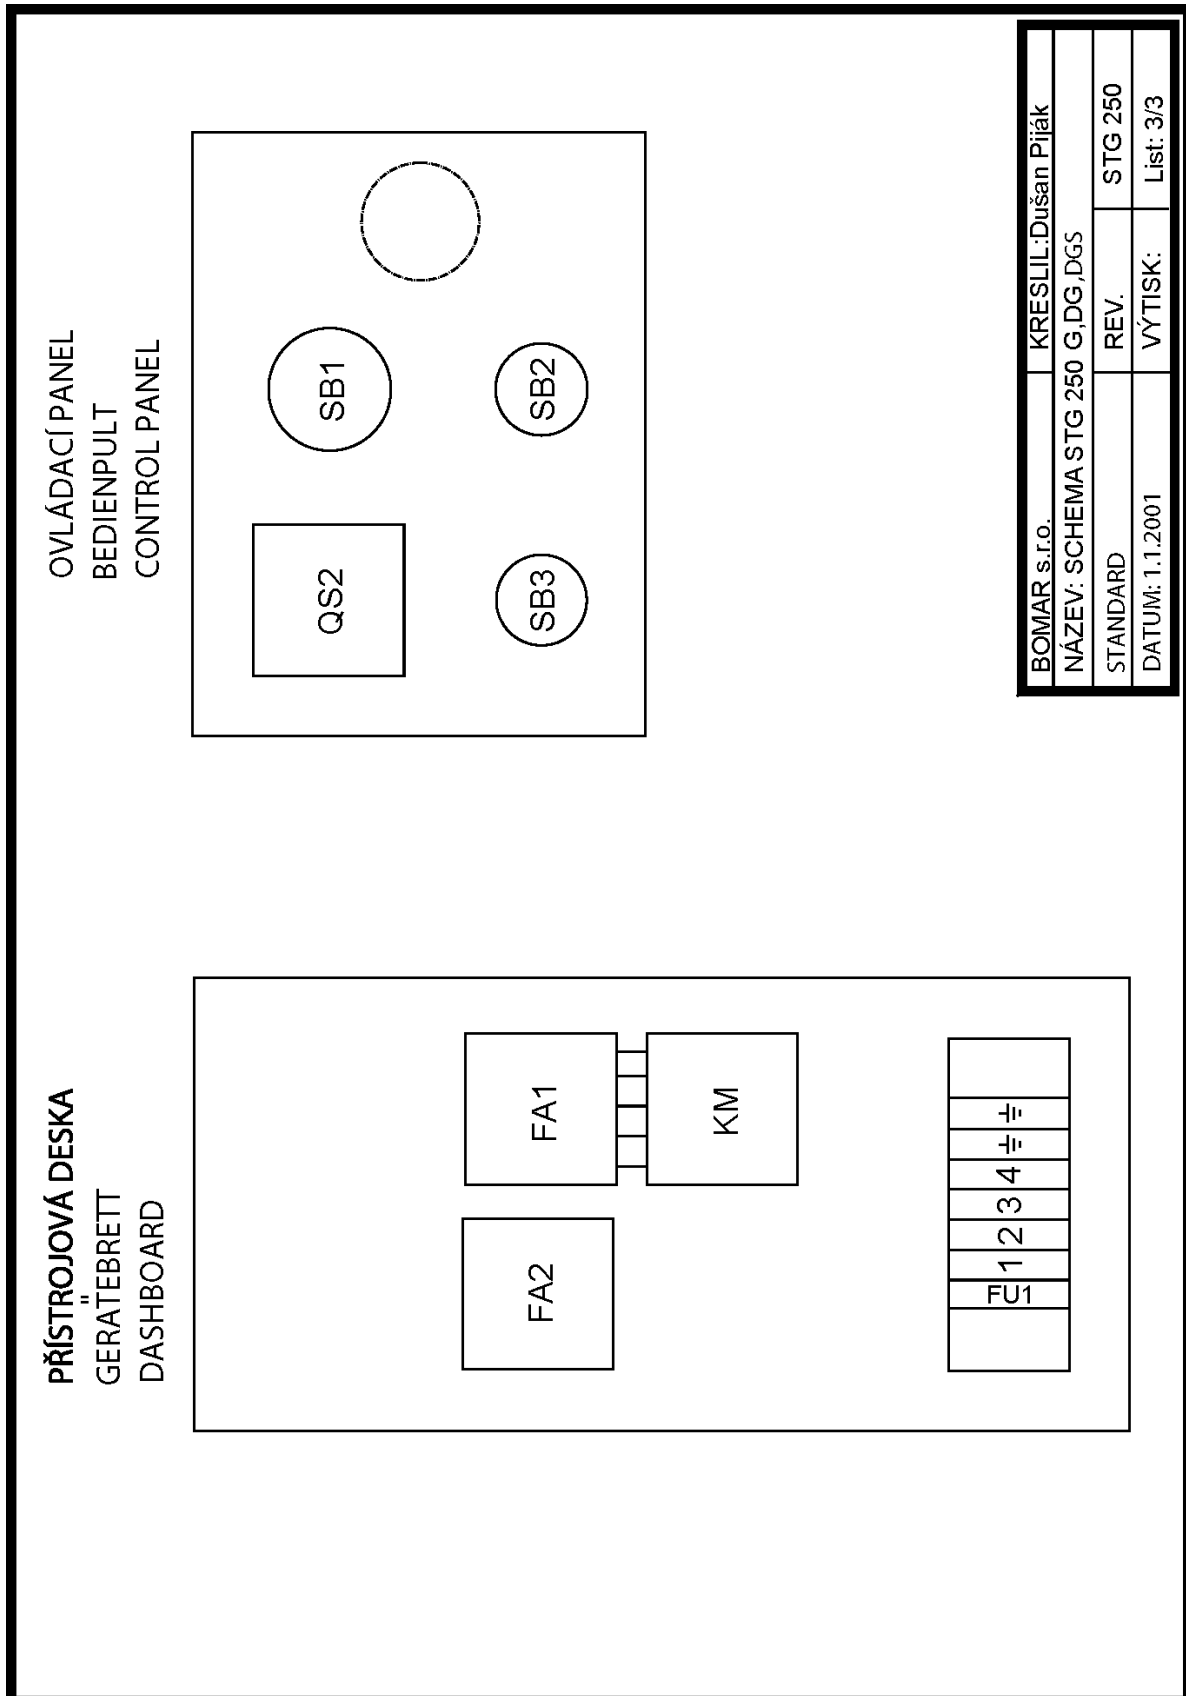 PŘÍSTROJOVÁ DESKA
GERÄTEBRETT
DASHBOARD
FA2
FA1
KM
FU1
1
2
3
4
OVLÁDACÍ PANEL
BEDIENPULT
CONTROL PANEL
QS2
SB1
SB3
SB2
BOMAR s.r.o. KRESLIL:Dušan Piják
NÁZEV: SCHEMA STG 250 G,DG,DGS
STANDARD REV. STG 250
DATUM: 1.1.2001 VÝTISK: List: 3/3